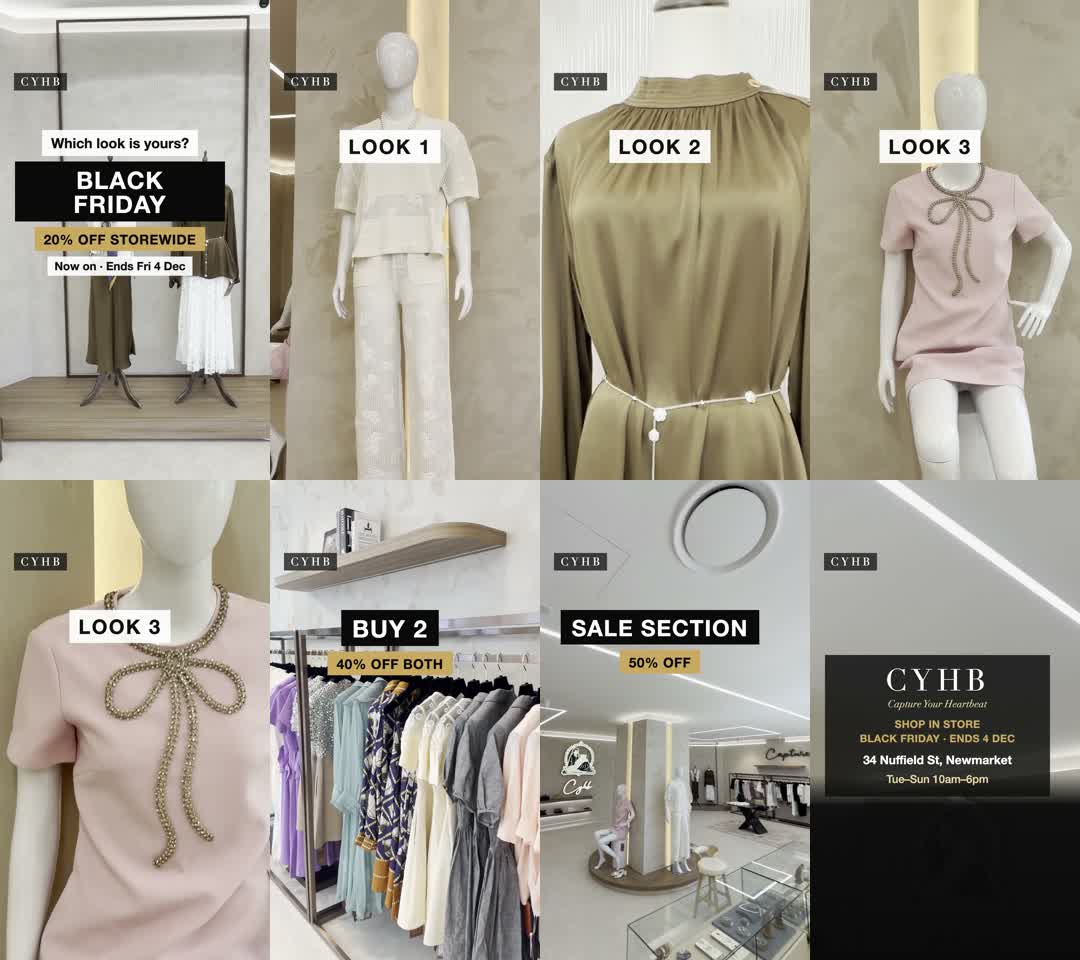 CYHB
Which look is yours?
BLACK
FRIDAY
20% OFF STOREWIDE
Now on · Ends Fri 4 Dec
CYHB
LOOK 1
CYHB
LOOK 2
CYHB
LOOK 3
CYHB
LOOK 3
CYHB
BUY 2
40% OFF BOTH
CYHB
SALE SECTION
50% OFF
Cyhb
Capture
CYHB
CYHB
Capture Your Heartbeat
SHOP IN STORE
BLACK FRIDAY · ENDS 4 DEC
34 Nuffield St, Newmarket
Tue–Sun 10am–6pm